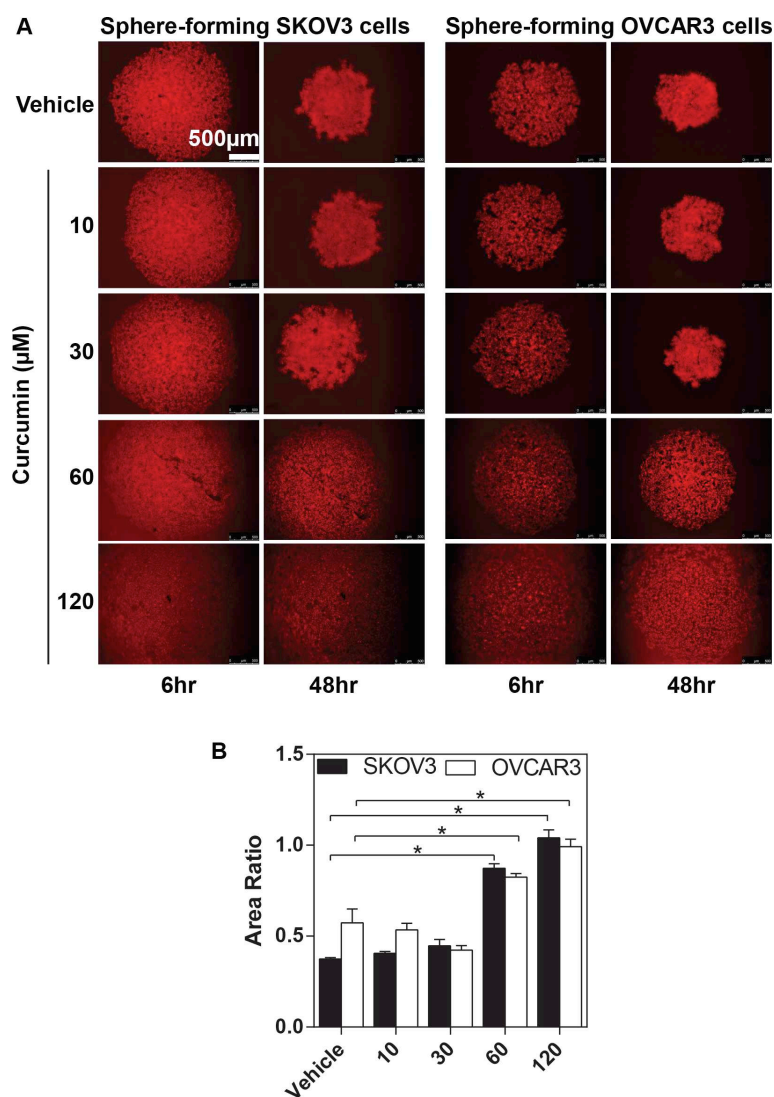 A
Sphere-forming SKOV3 cells
Sphere-forming OVCAR3 cells
Vehicle
500µm
10
30
60
120
Curcumin (µM)
6hr
48hr
6hr
48hr
B
1.5
1.0
0.5
0.0
Area Ratio
SKOV3
OVCAR3
*
*
*
*
Vehicle
10
30
60
120